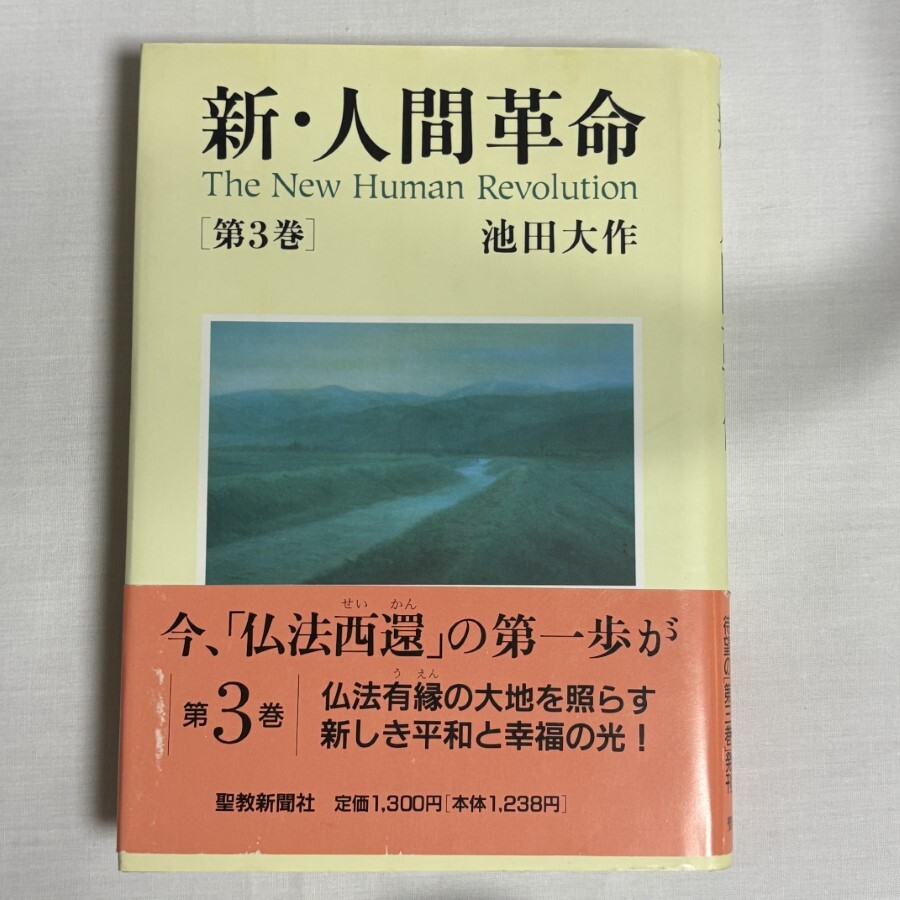 新・人間革命
The New Human Revolution
[第3巻] 池田大作
せい かん
今、「仏法西還」の第一歩が
第3巻
う えん
仏法有縁の大地を照らす
新しき平和と幸福の光!
聖教新聞社 定価1,300円[本体1,238円]